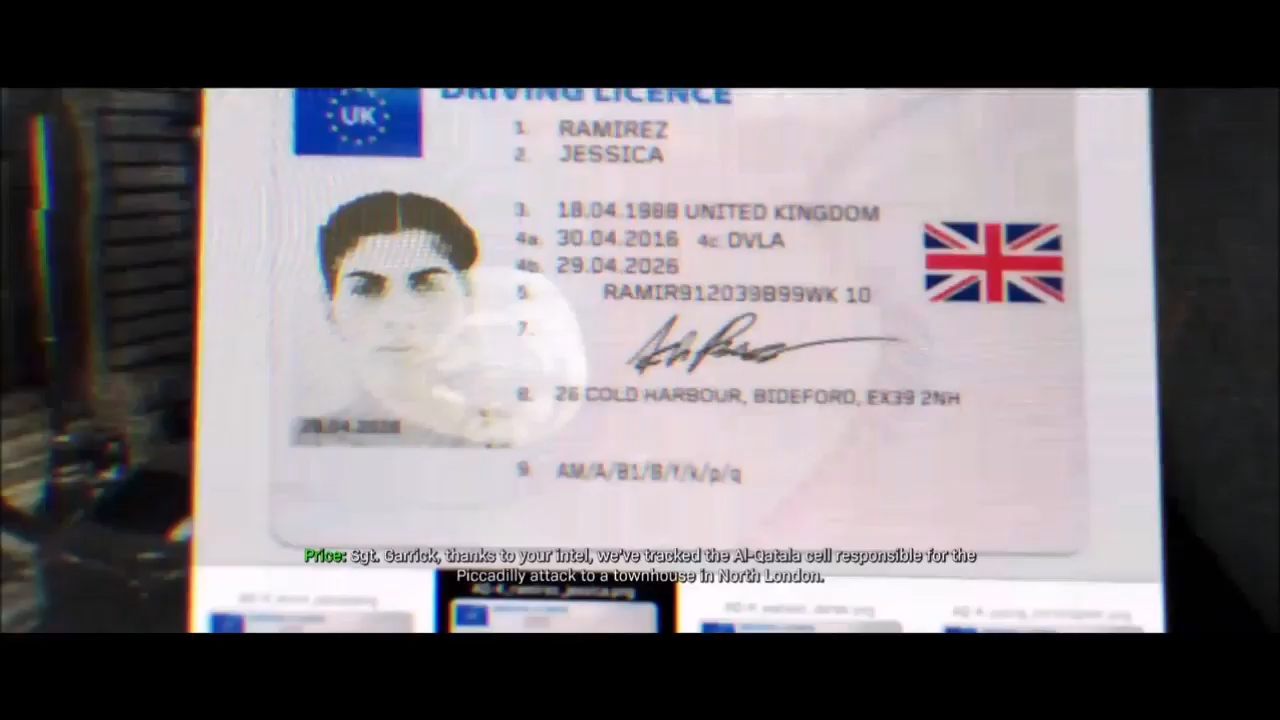 DRIVING LICENCE
UK
1. RAMIREZ
2. JESSICA
3. 18.04.1988 UNITED KINGDOM
4a. 30.04.2016 4c. DVLA
4b. 29.04.2026
5. RAMIR912039B99WK 10
7.
8. 26 COLD HARBOUR, BIDEFORD, EX39 2NH
9. AM/A/B1/B/f/k/p/q
Price: Sgt. Garrick, thanks to your intel, we've tracked the Al-Qatala cell responsible for the
Piccadilly attack to a townhouse in North London.